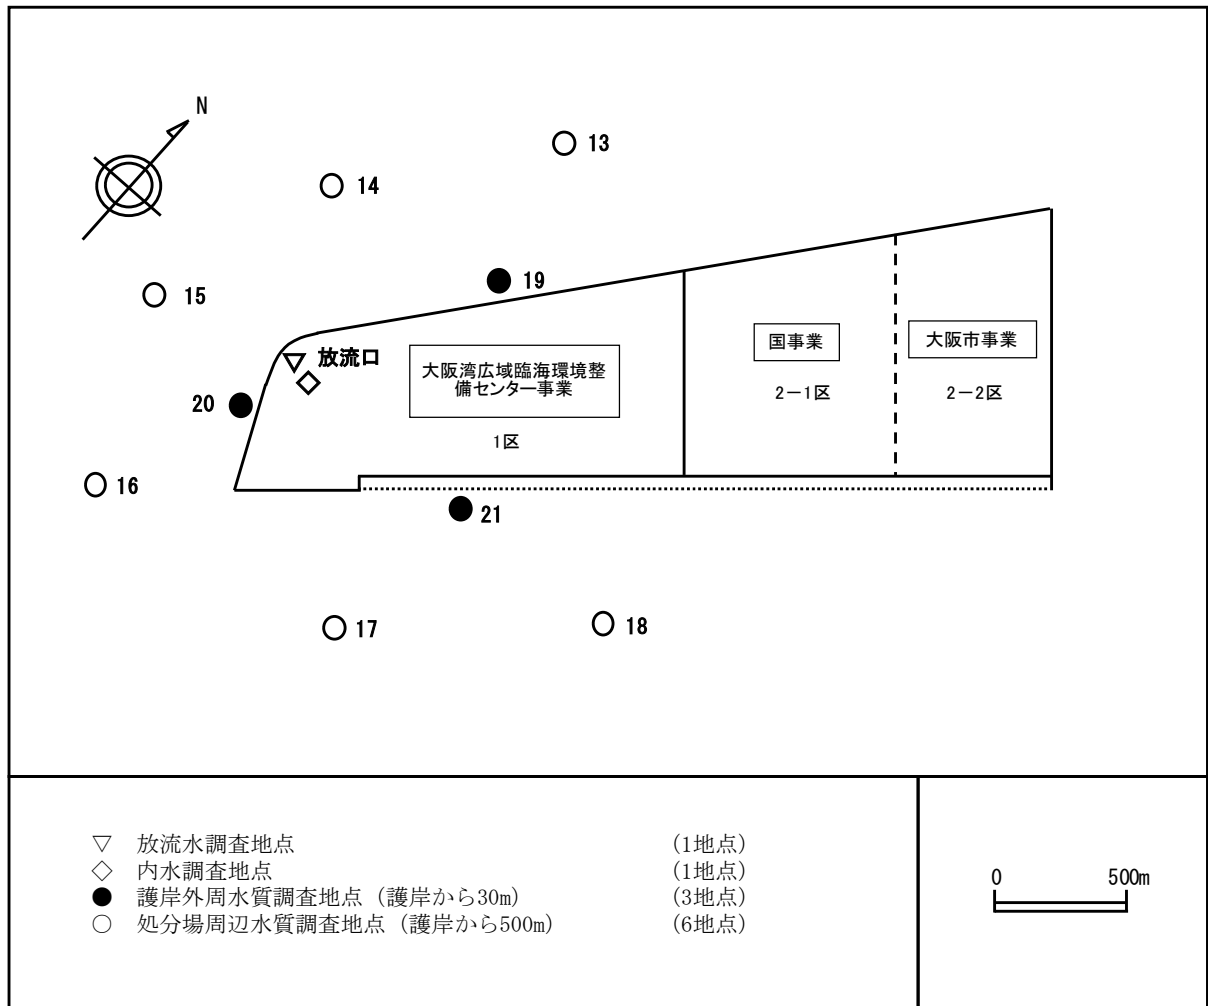 N
13
14
15
19
放流口
大阪湾広域臨海環境整
備センター事業
1区
国事業
2－1区
大阪市事業
2－2区
20
16
21
17
18
▽ 放流水調査地点 (1地点)
◇ 内水調査地点 (1地点)
● 護岸外周水質調査地点（護岸から30m) (3地点)
○ 処分場周辺水質調査地点（護岸から500m) (6地点)
0 500m